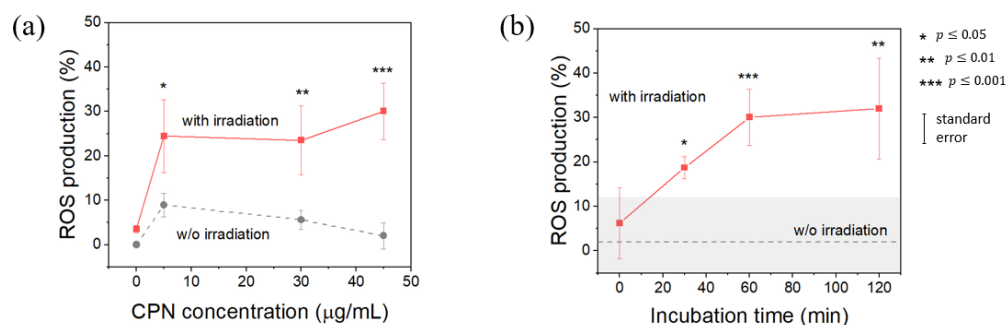 (a)
ROS production (%)
50
40
30
20
10
0
with irradiation
w/o irradiation
*
**
***
0
10
20
30
40
50
CPN concentration (µg/mL)
(b)
ROS production (%)
50
40
30
20
10
0
with irradiation
w/o irradiation
*
***
**
0
20
40
60
80
100
120
Incubation time (min)
* p ≤ 0.05
** p ≤ 0.01
*** p ≤ 0.001
standard
error